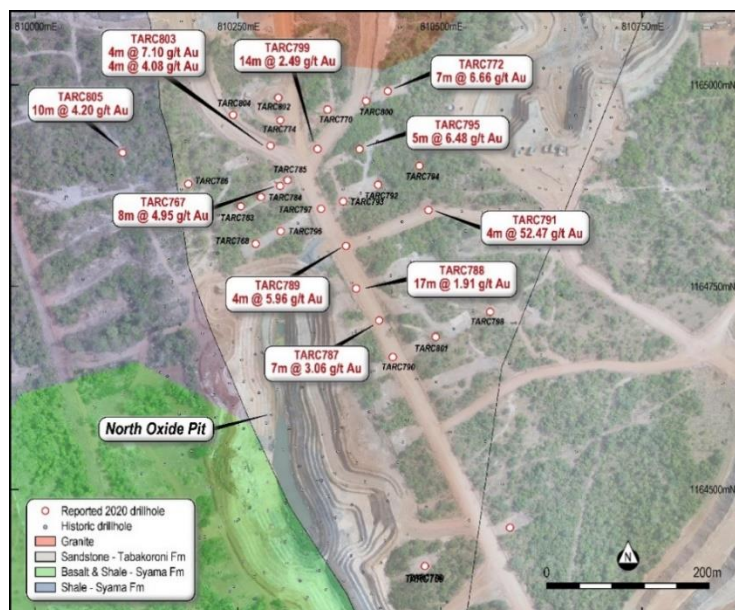 810000mE
810250mE
810500mE
810750mE
TARC803
4m @ 7.10 g/t Au
4m @ 4.08 g/t Au
TARC799
14m @ 2.49 g/t Au
TARC772
7m @ 6.66 g/t Au
1165000mN
TARC805
10m @ 4.20 g/t Au
TARC804
TARC774
TARC770
TARC800
TARC795
5m @ 6.48 g/t Au
TARC794
TARC785
TARC786
TARC792
TARC784
TARC793
TARC767
8m @ 4.95 g/t Au
TARC763
TARC797
TARC791
4m @ 52.47 g/t Au
TARC796
TARC768
TARC789
4m @ 5.96 g/t Au
TARC788
17m @ 1.91 g/t Au
1164750mN
TARC798
TARC801
TARC787
7m @ 3.06 g/t Au
TARC790
North Oxide Pit
1164500mN
Reported 2020 drillhole
Historic drillhole
Granite
Sandstone - Tabakoroni Fm
Basalt & Shale - Syama Fm
Shale - Syama Fm
N
0
200m